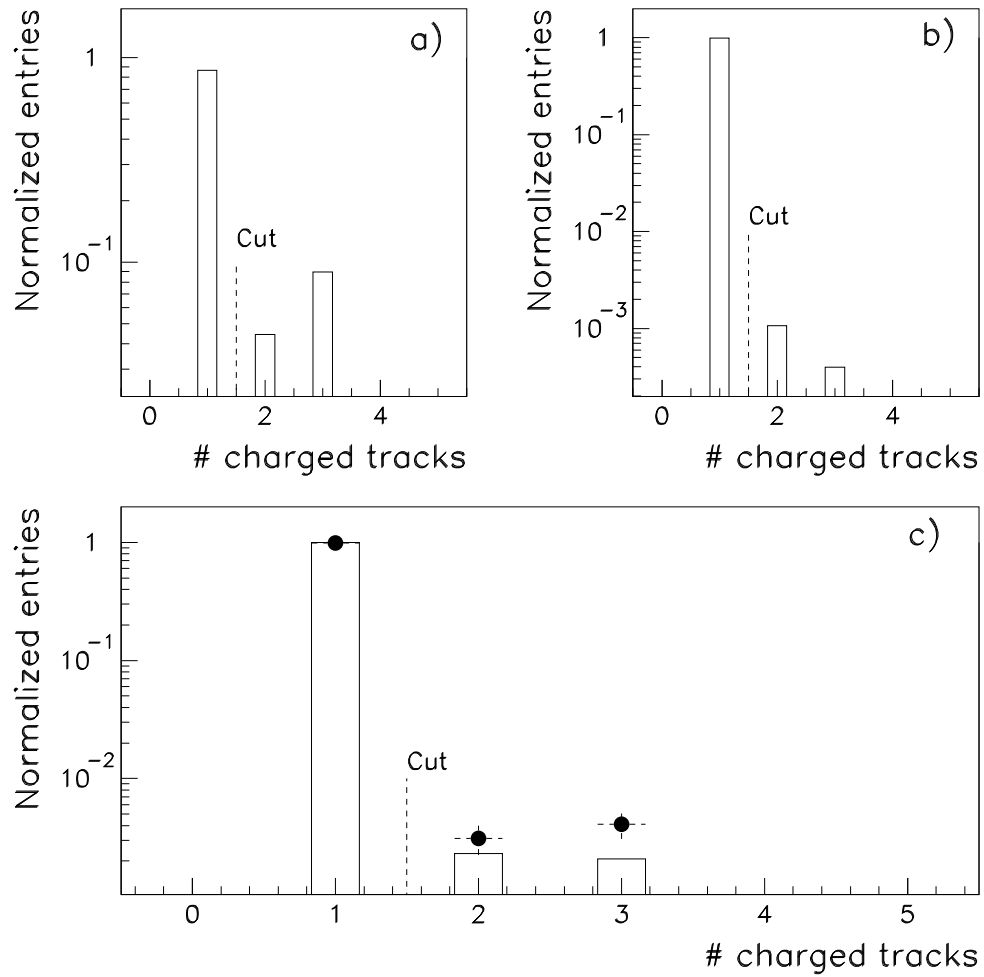 a)
Normalized entries
1
10^-1
Cut
0 2 4
# charged tracks
b)
Normalized entries
1
10^-1
10^-2
10^-3
Cut
0 2 4
# charged tracks
c)
Normalized entries
1
10^-1
10^-2
Cut
0 1 2 3 4 5
# charged tracks